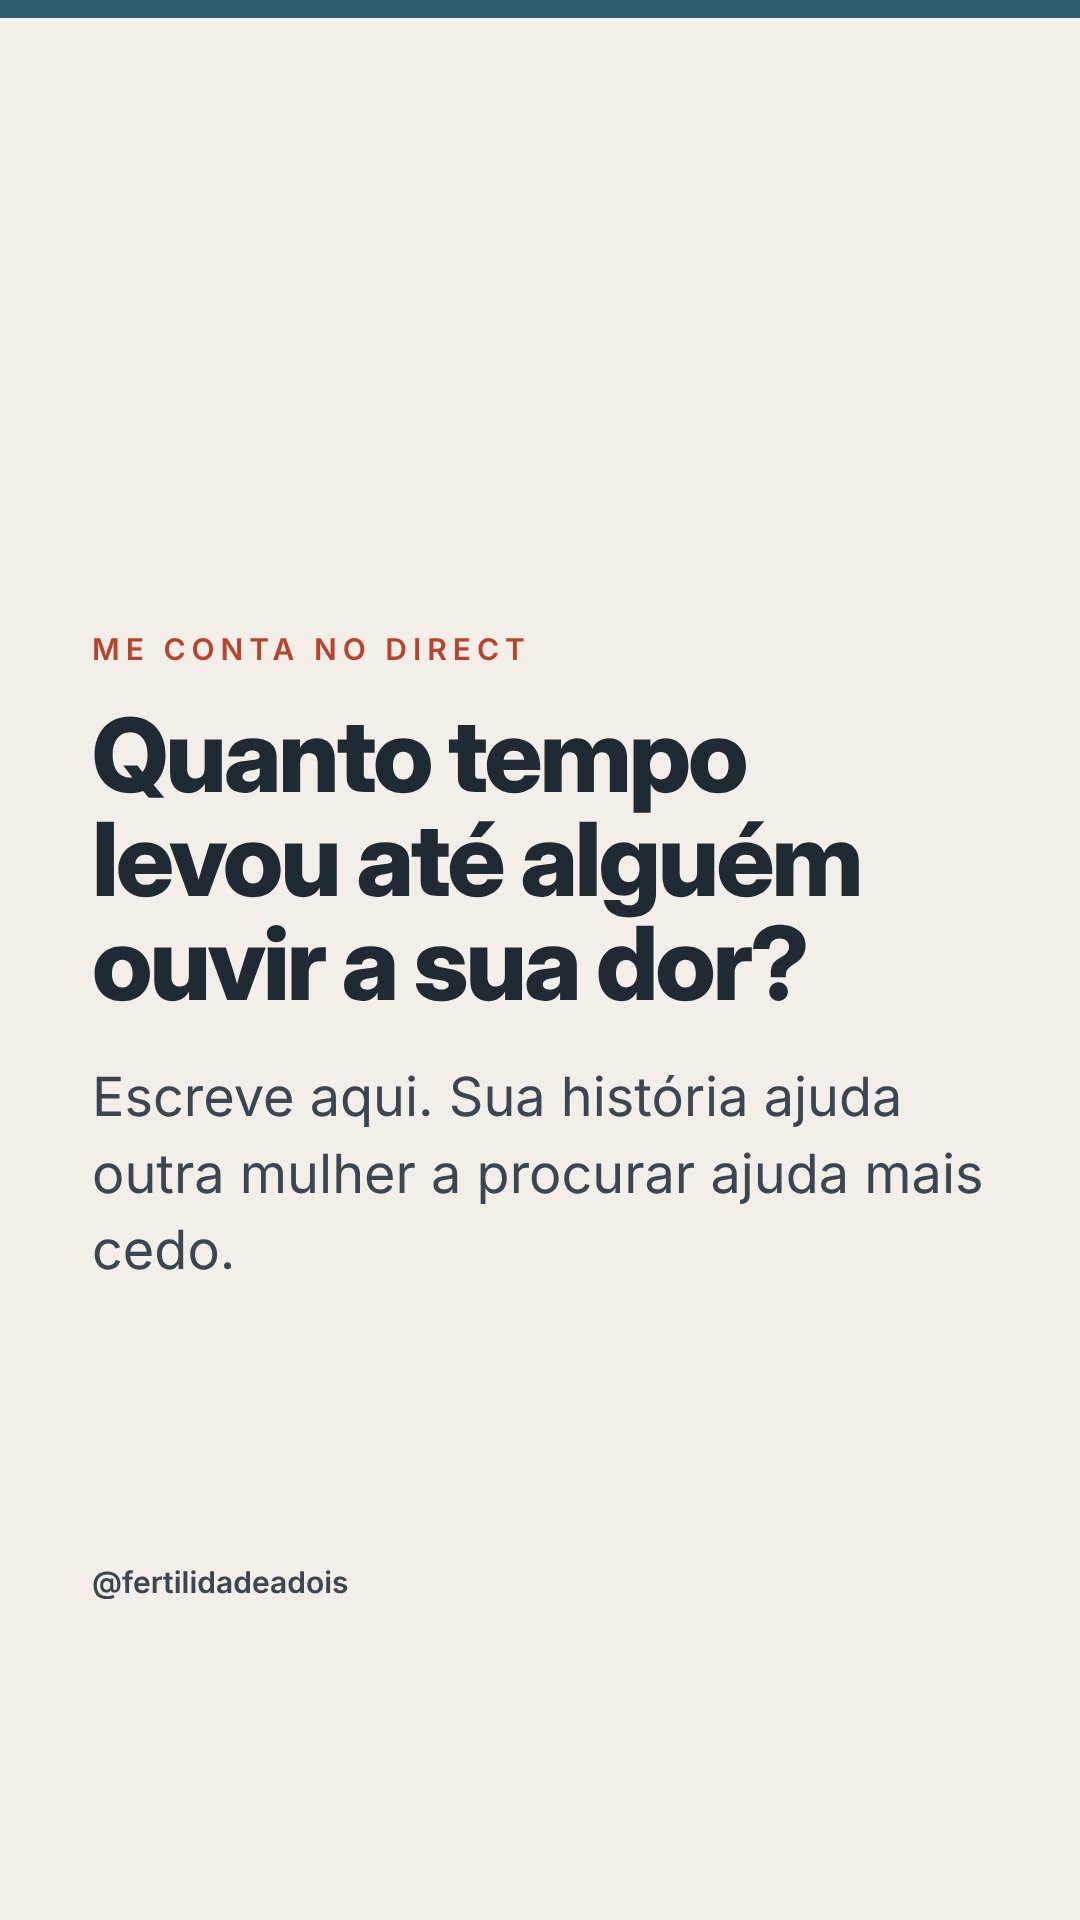 ME CONTA NO DIRECT
Quanto tempo
levou até alguém
ouvir a sua dor?
Escreve aqui. Sua história ajuda
outra mulher a procurar ajuda mais
cedo.
@fertilidadeadois